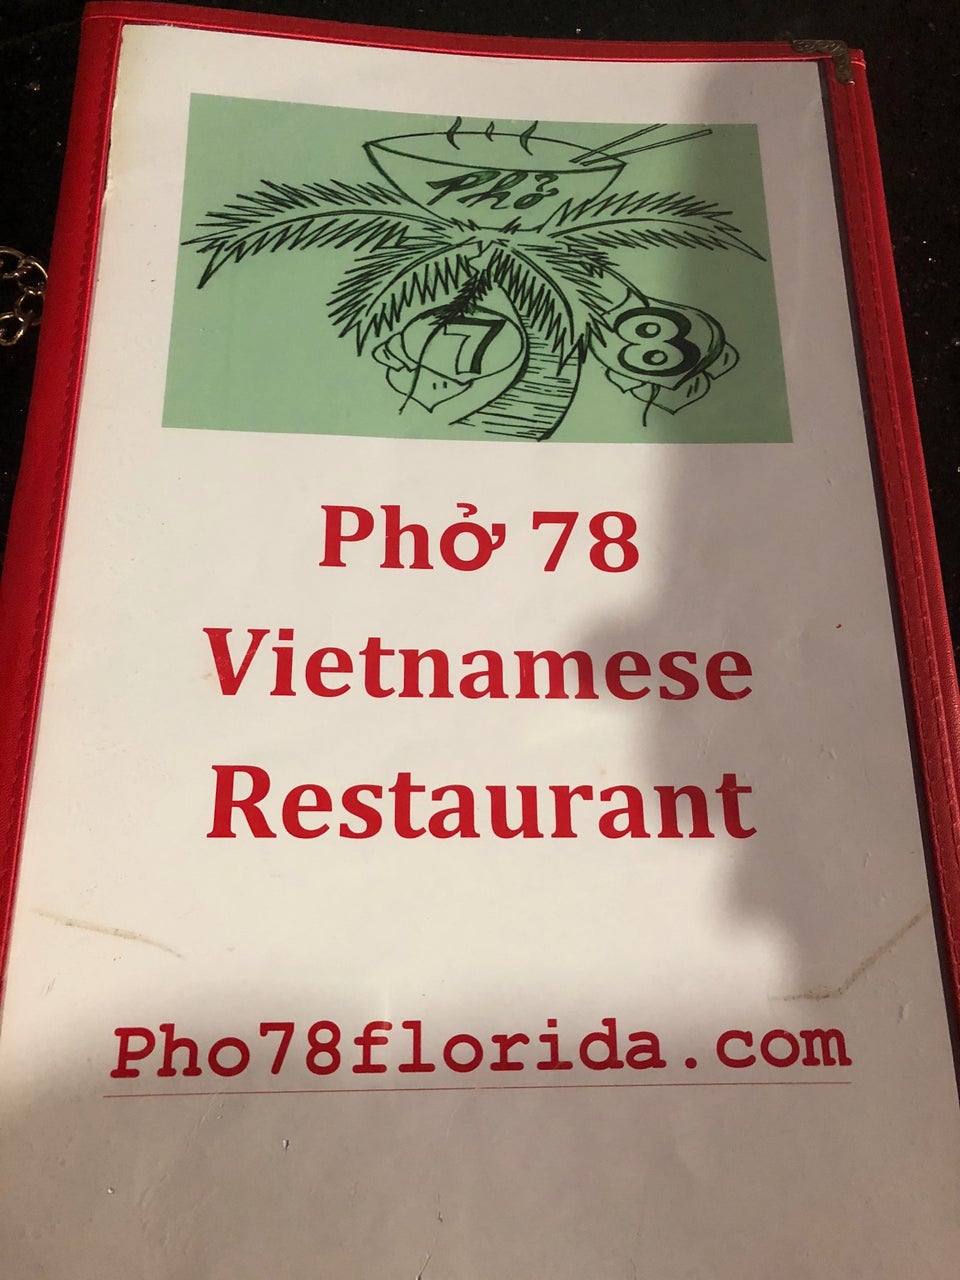 Phở
7 8
Phở 78
Vietnamese
Restaurant
Pho78florida.com